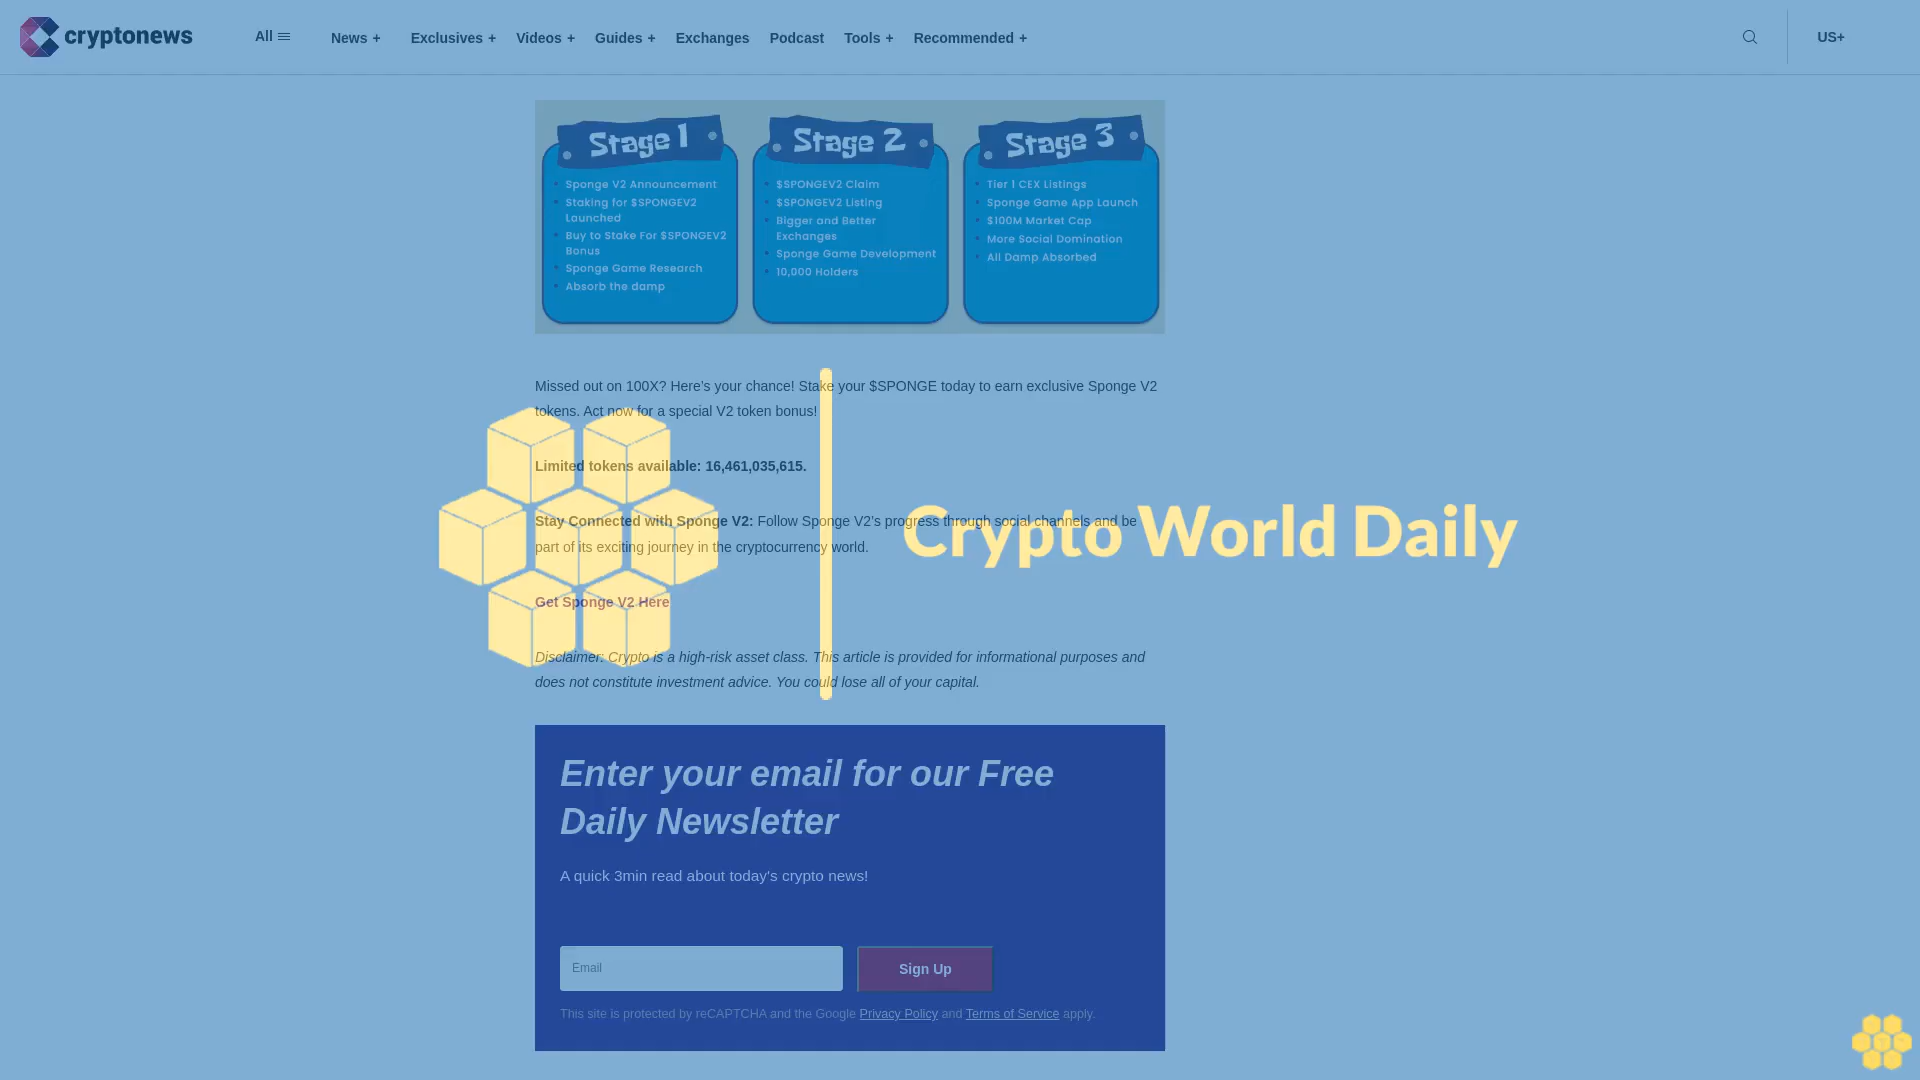 cryptonews
All
News +
Exclusives +
Videos +
Guides +
Exchanges
Podcast
Tools +
Recommended +
US+
Stage 1
Sponge V2 Announcement
Staking for $SPONGEV2
Launched
Buy to Stake For $SPONGEV2
Bonus
Sponge Game Research
Absorb the damp
Stage 2
$SPONGEV2 Claim
$SPONGEV2 Listing
Bigger and Better
Exchanges
Sponge Game Development
10,000 Holders
Stage 3
Tier 1 CEX Listings
Sponge Game App Launch
$100M Market Cap
More Social Domination
All Damp Absorbed
Missed out on 100X? Here's your chance! Stake your $SPONGE today to earn exclusive Sponge V2
tokens. Act now for a special V2 token bonus!
Limited tokens available: 16,461,035,615.
Stay Connected with Sponge V2: Follow Sponge V2's progress through social channels and be
part of its exciting journey in the cryptocurrency world.
Crypto World Daily
Get Sponge V2 Here
Disclaimer: Crypto is a high-risk asset class. This article is provided for informational purposes and
does not constitute investment advice. You could lose all of your capital.
Enter your email for our Free
Daily Newsletter
A quick 3min read about today's crypto news!
Email
Sign Up
This site is protected by reCAPTCHA and the Google Privacy Policy and Terms of Service apply.